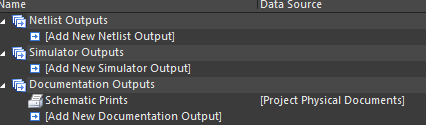 Name Data Source
Netlist Outputs
[Add New Netlist Output]
Simulator Outputs
[Add New Simulator Output]
Documentation Outputs
Schematic Prints [Project Physical Documents]
[Add New Documentation Output]